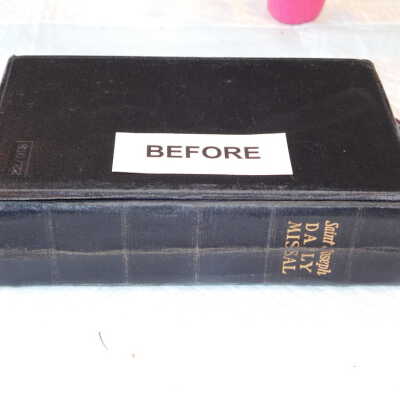 BEFORE
Saint Joseph
DAILY
MISSAL